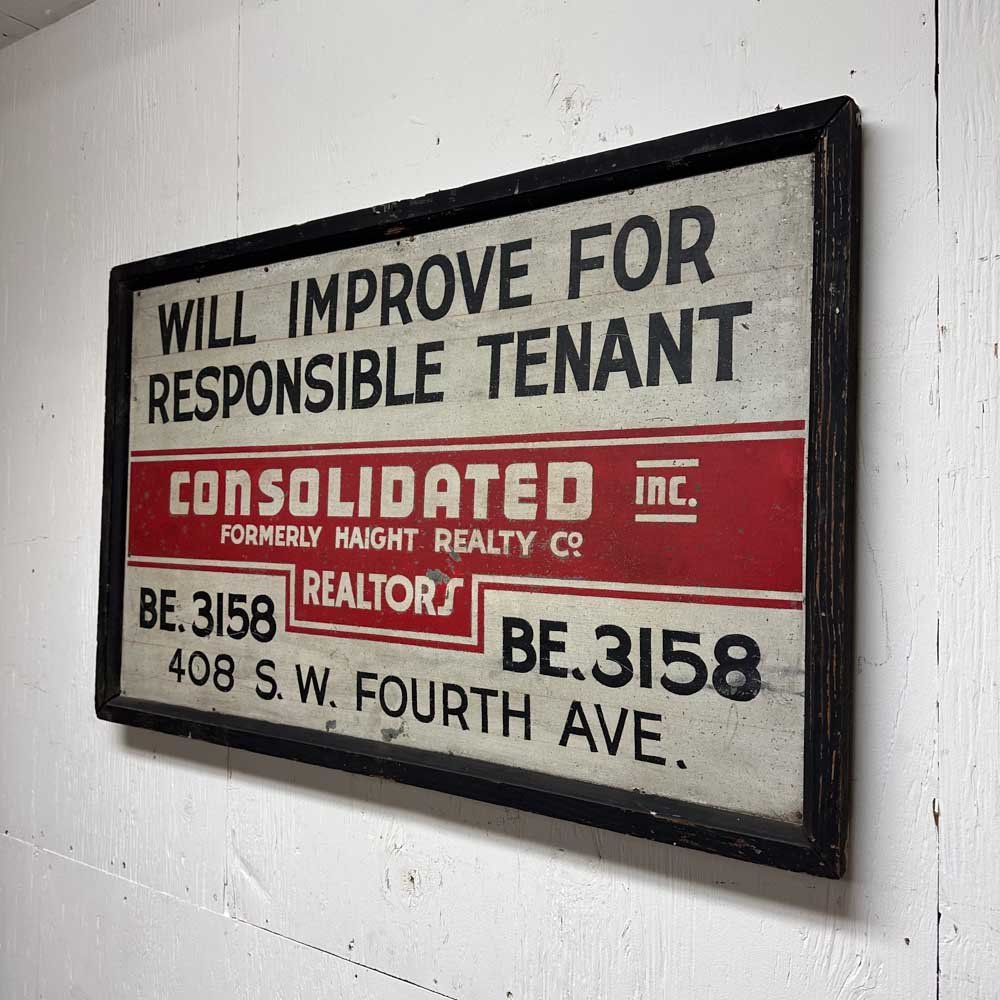 WILL IMPROVE FOR
RESPONSIBLE TENANT
CONSOLIDATED INC.
FORMERLY HAIGHT REALTY Co
REALTORS
BE. 3158 BE. 3158
408 S. W. FOURTH AVE.